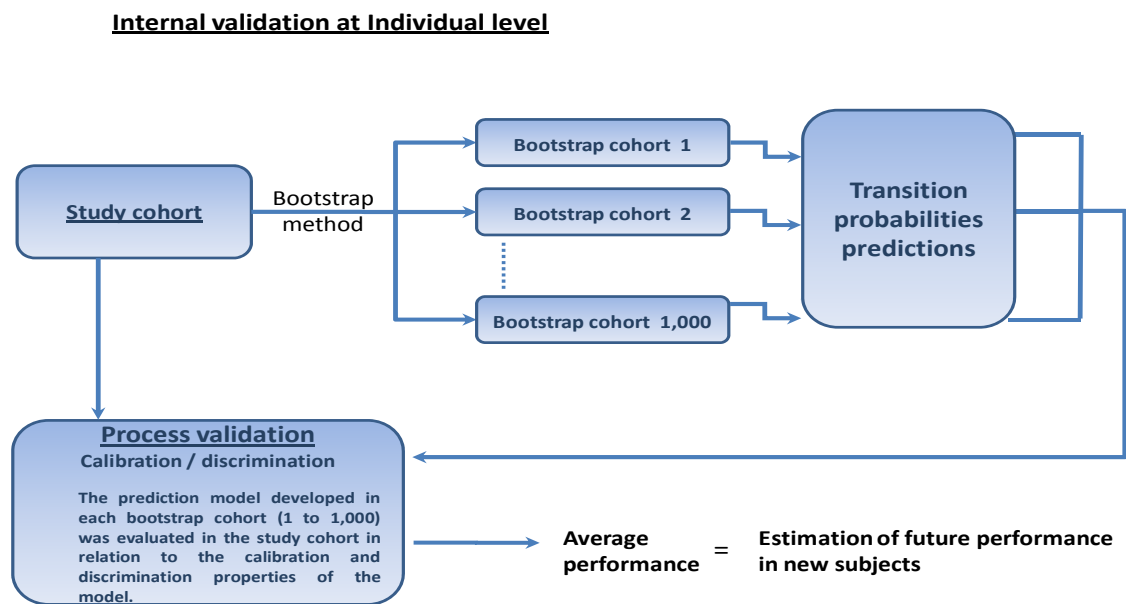 Internal validation at Individual level
Study cohort
Bootstrap
method
Bootstrap cohort 1
Bootstrap cohort 2
Bootstrap cohort 1,000
Transition
probabilities
predictions
Process validation
Calibration / discrimination
The prediction model developed in
each bootstrap cohort (1 to 1,000)
was evaluated in the study cohort in
relation to the calibration and
discrimination properties of the
model.
Average
performance
=
Estimation of future performance
in new subjects